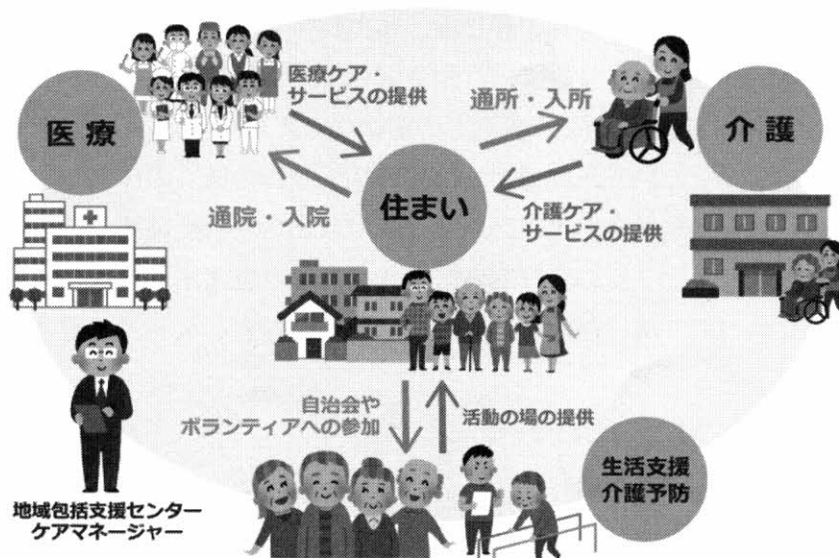 医療ケア・
サービスの提供
通所・入所
医療
介護
住まい
通院・入院
介護ケア・
サービスの提供
自治会や
ボランティアへの参加
活動の場の提供
生活支援
介護予防
地域包括支援センター
ケアマネージャー